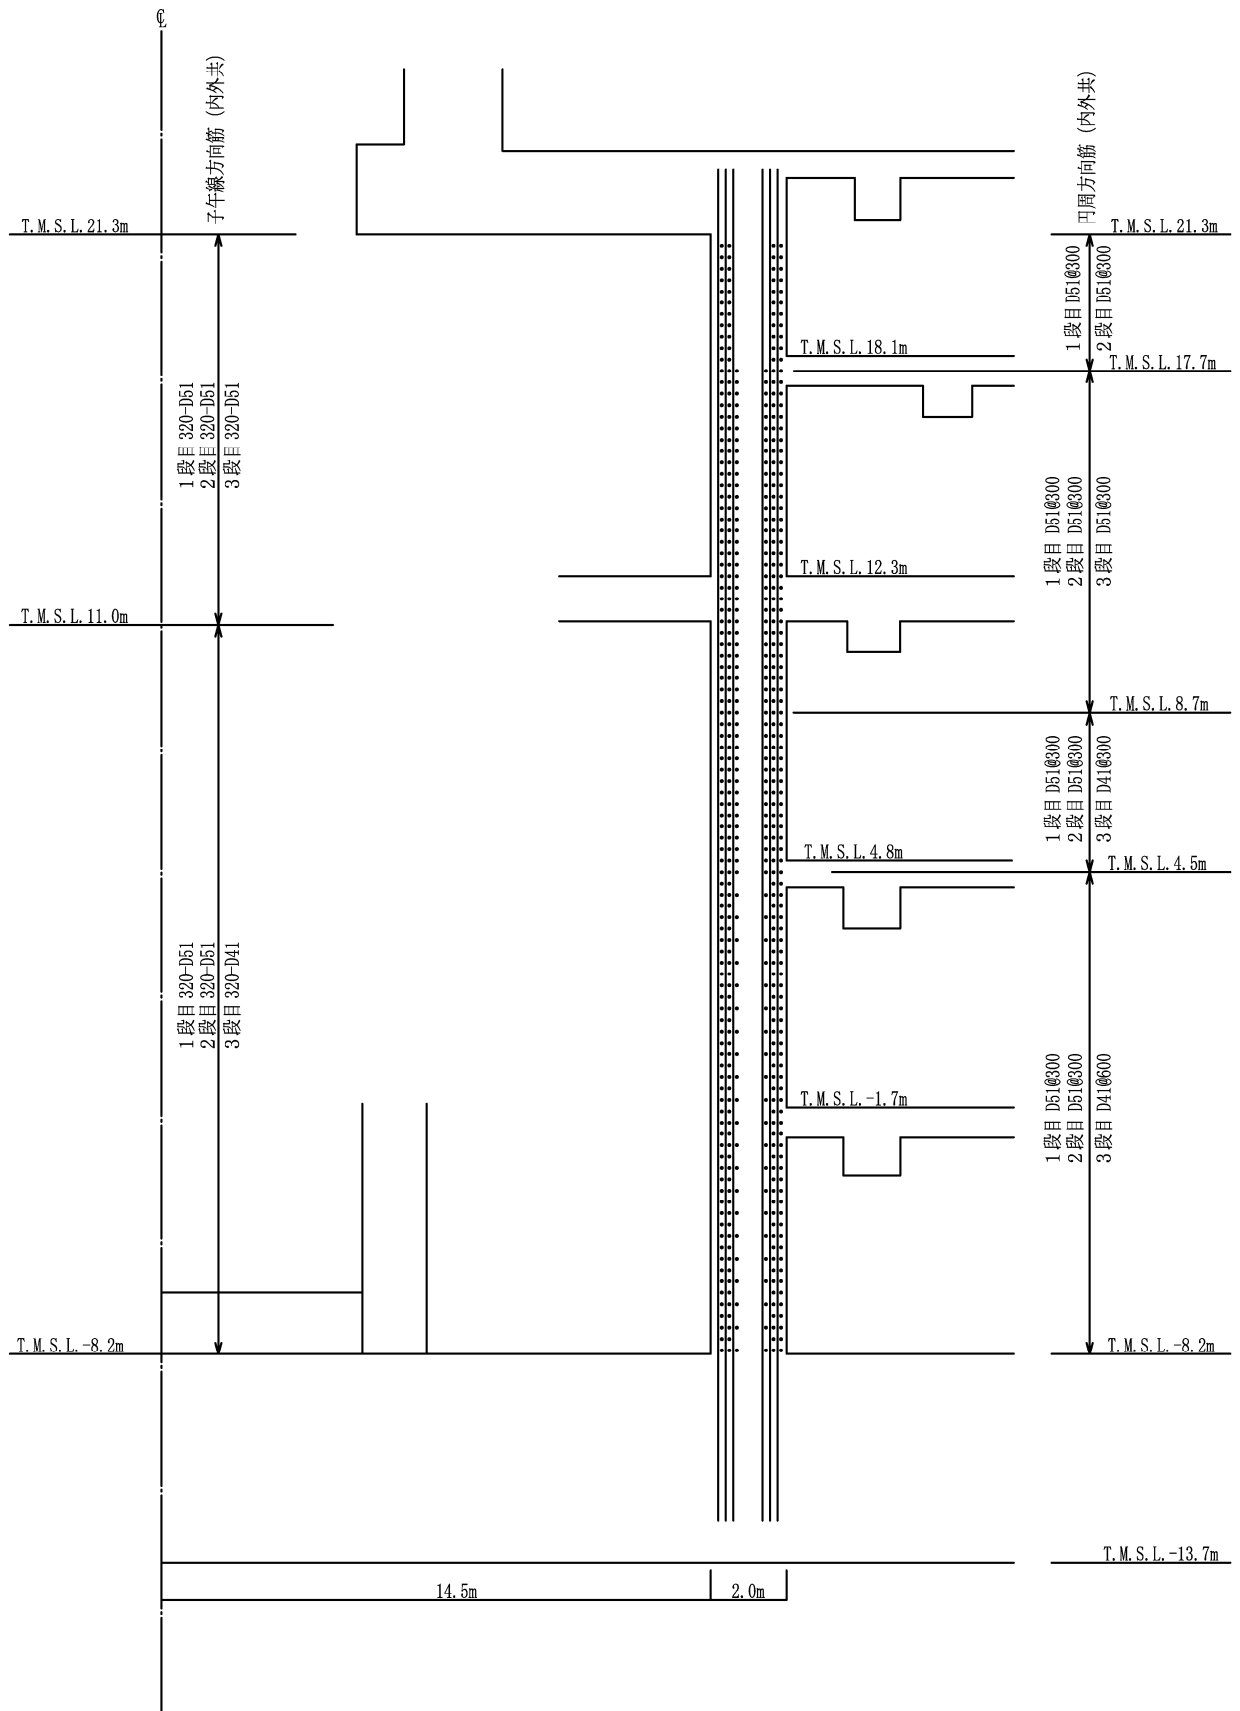 ℄
子午線方向筋 (内外共)
円周方向筋 (内外共)
T.M.S.L.21.3m
T.M.S.L.21.3m
1段目 D51@300
2段目 D51@300
T.M.S.L.18.1m
T.M.S.L.17.7m
1段目 320-D51
2段目 320-D51
3段目 320-D51
1段目 D51@300
2段目 D51@300
3段目 D51@300
T.M.S.L.12.3m
T.M.S.L.11.0m
T.M.S.L.8.7m
1段目 D51@300
2段目 D51@300
3段目 D41@300
T.M.S.L.4.8m
T.M.S.L.4.5m
1段目 320-D51
2段目 320-D51
3段目 320-D41
T.M.S.L.-1.7m
1段目 D51@300
2段目 D51@300
3段目 D41@600
T.M.S.L.-8.2m
T.M.S.L.-8.2m
T.M.S.L.-13.7m
14.5m
2.0m